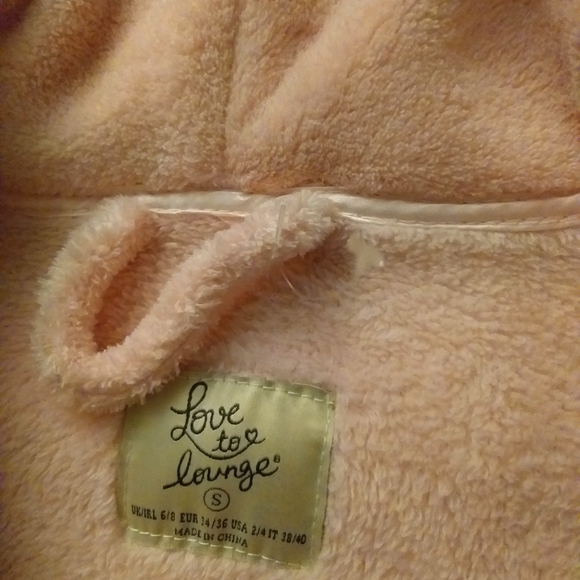 Love
to
lounge®
S
UK/IRL 6/8 EUR 34/36 USA 2/4 IT 38/40
MADE IN CHINA